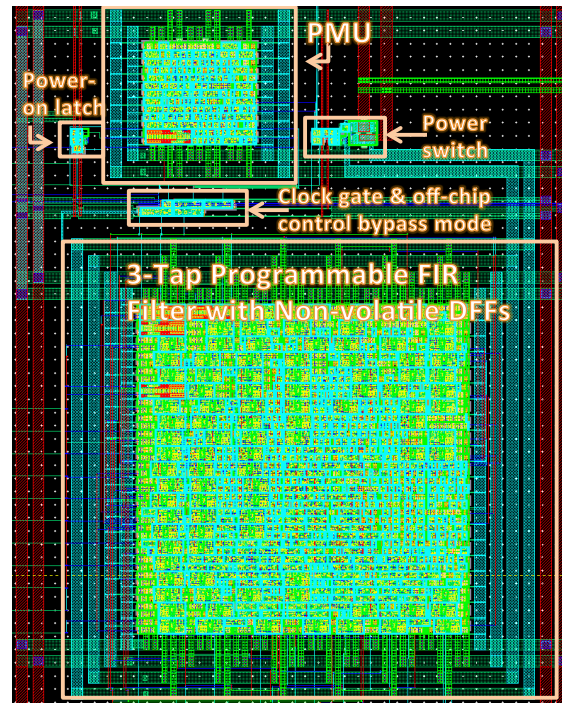 PMU
Power-
on latch
Power
switch
Clock gate & off-chip
control bypass mode
3-Tap Programmable FIR
Filter with Non-volatile DFFs